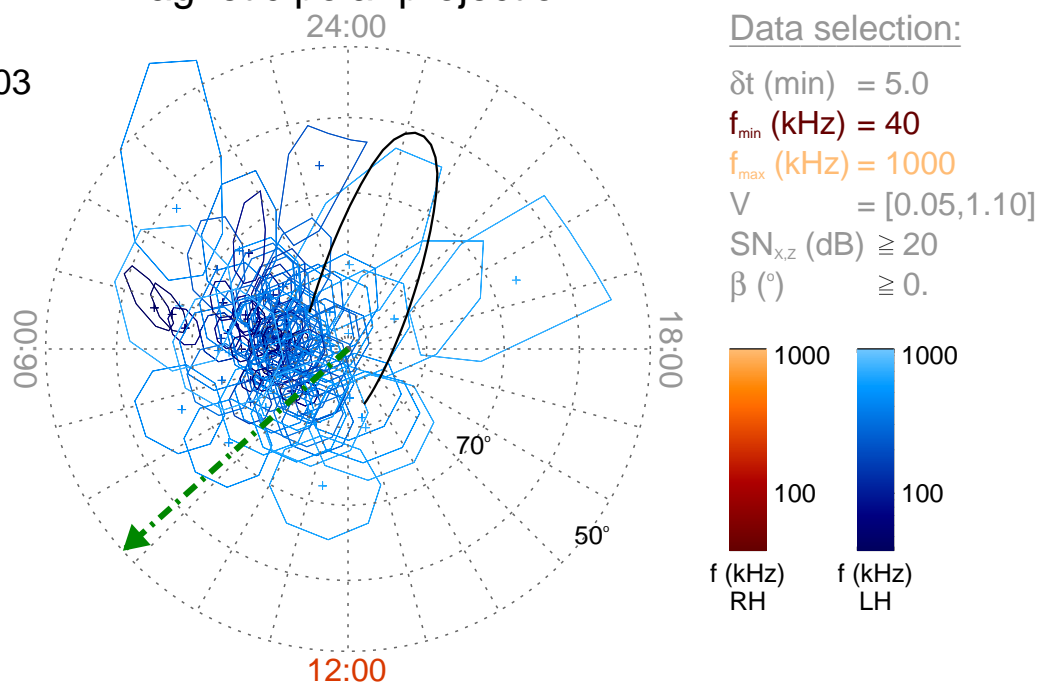 24:00
03
06:00
18:00
12:00
70°
50°
Data selection:
δt (min) = 5.0
f_min (kHz) = 40
f_max (kHz) = 1000
V = [0.05,1.10]
SN_x,z (dB) ≧ 20
β (°) ≧ 0.
1000
1000
100
100
f (kHz)
RH
f (kHz)
LH